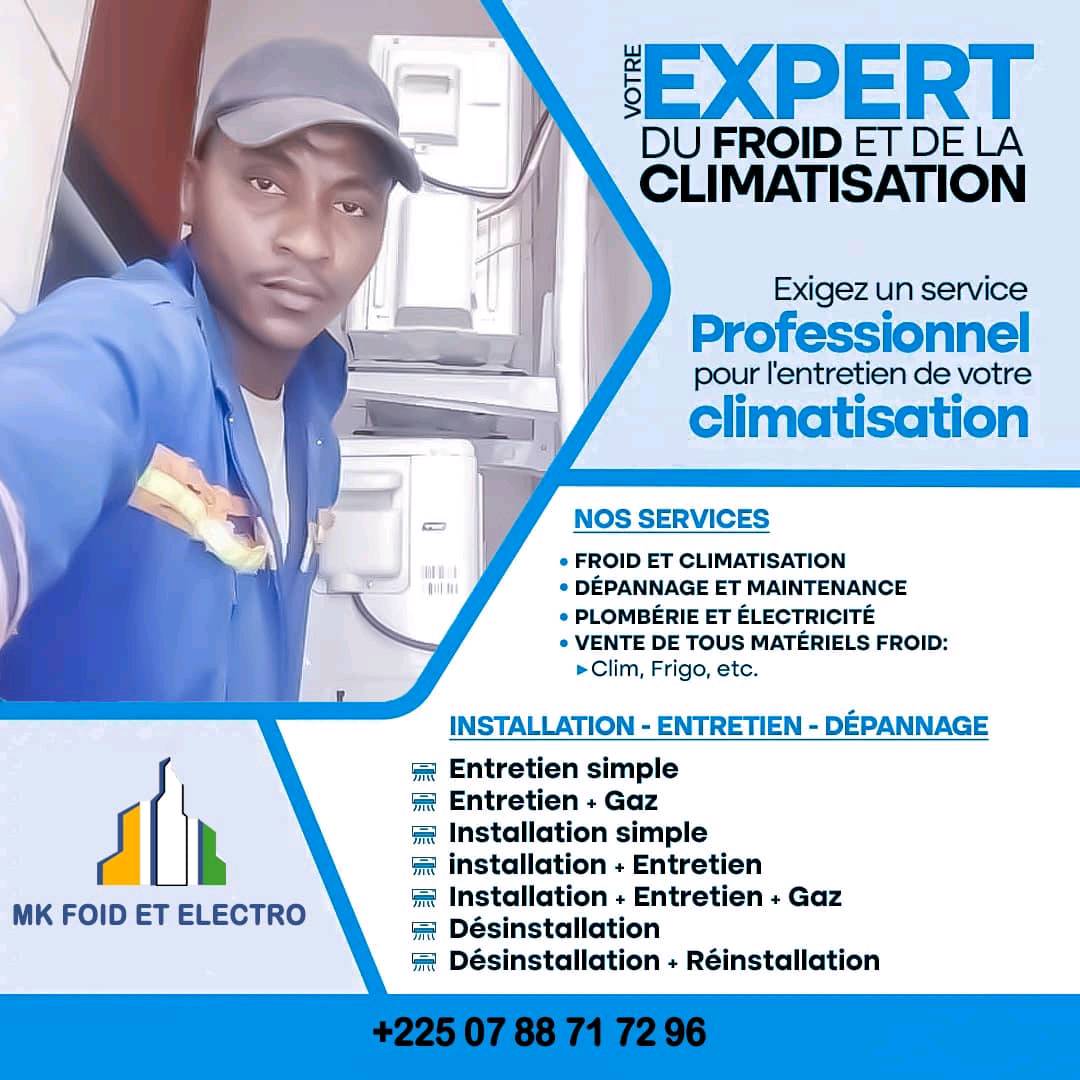 VOTRE
EXPERT
DU FROID ET DE LA
CLIMATISATION
Exigez un service
Professionnel
pour l'entretien de votre
climatisation
NOS SERVICES
• FROID ET CLIMATISATION
• DÉPANNAGE ET MAINTENANCE
• PLOMBÉRIE ET ÉLECTRICITÉ
• VENTE DE TOUS MATÉRIELS FROID:
▸Clim, Frigo, etc.
INSTALLATION - ENTRETIEN - DÉPANNAGE
Entretien simple
Entretien + Gaz
Installation simple
installation + Entretien
Installation + Entretien + Gaz
Désinstallation
Désinstallation + Réinstallation
MK FOID ET ELECTRO
+225 07 88 71 72 96